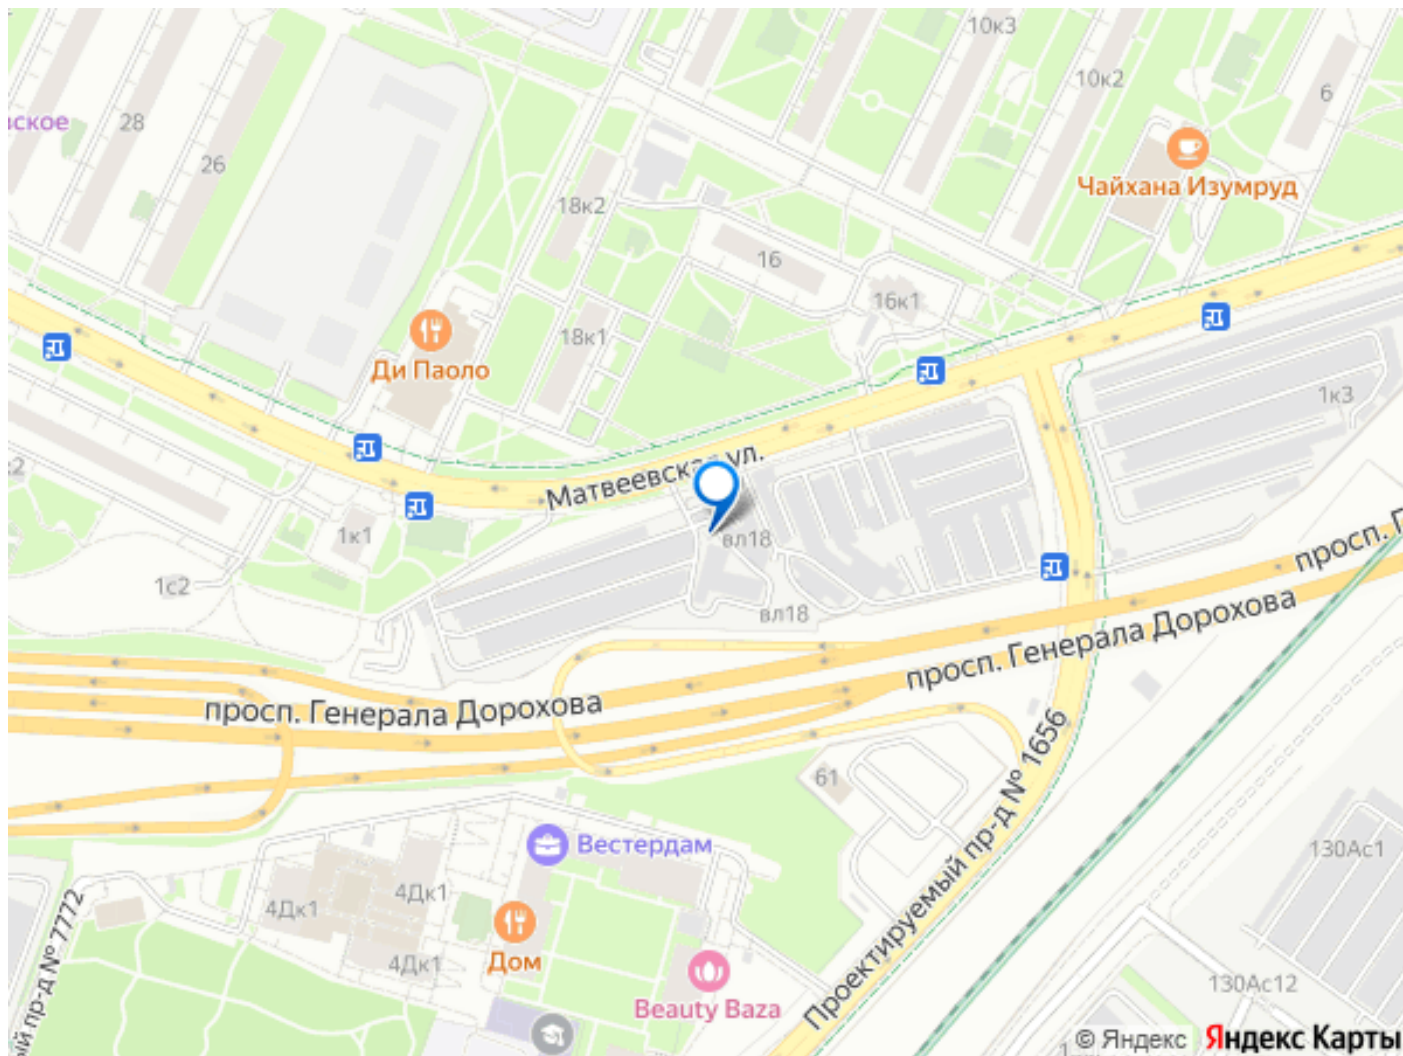 10к3
10к2
6
вское
28
26
Чайхана Изумруд
18к2
16
16к1
18к1
Ди Паоло
1к3
Матвеевская ул.
1к1
вл18
1с2
вл18
просп. Г
просп. Генерала Дорохова
просп. Генерала Дорохова
61
Проектируемый пр-д № 1656
Вестердам
130Ас1
4Дк1
4Дк1
Дом
4Дк1
ый пр-д № 7772
Beauty Baza
130Ас12
© Яндекс Яндекс Карты